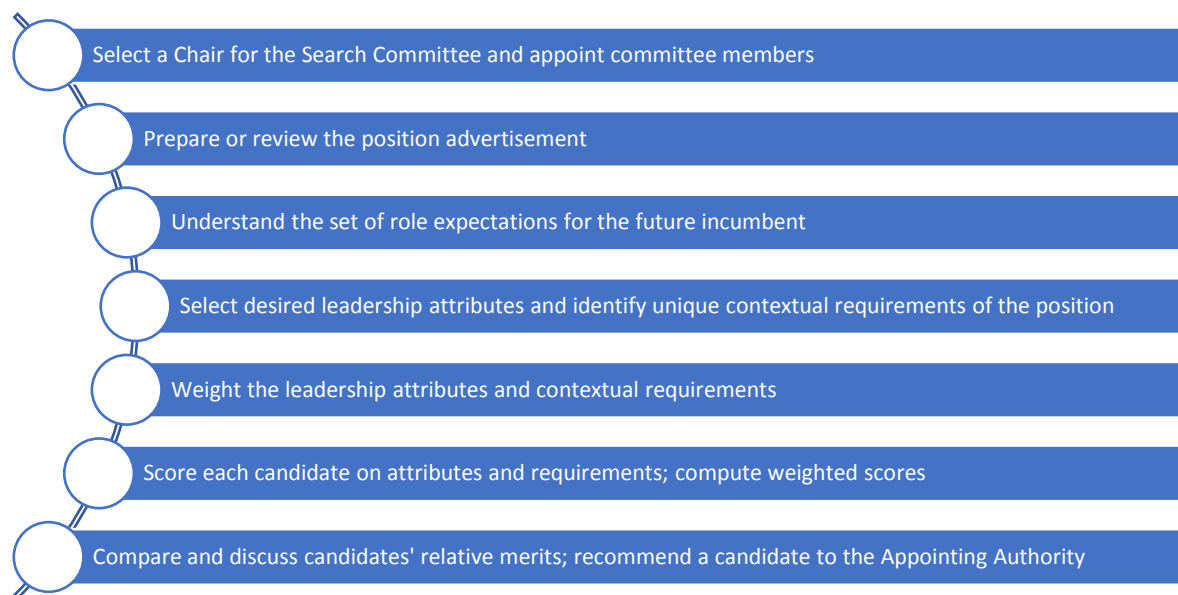 Select a Chair for the Search Committee and appoint committee members
Prepare or review the position advertisement
Understand the set of role expectations for the future incumbent
Select desired leadership attributes and identify unique contextual requirements of the position
Weight the leadership attributes and contextual requirements
Score each candidate on attributes and requirements; compute weighted scores
Compare and discuss candidates' relative merits; recommend a candidate to the Appointing Authority